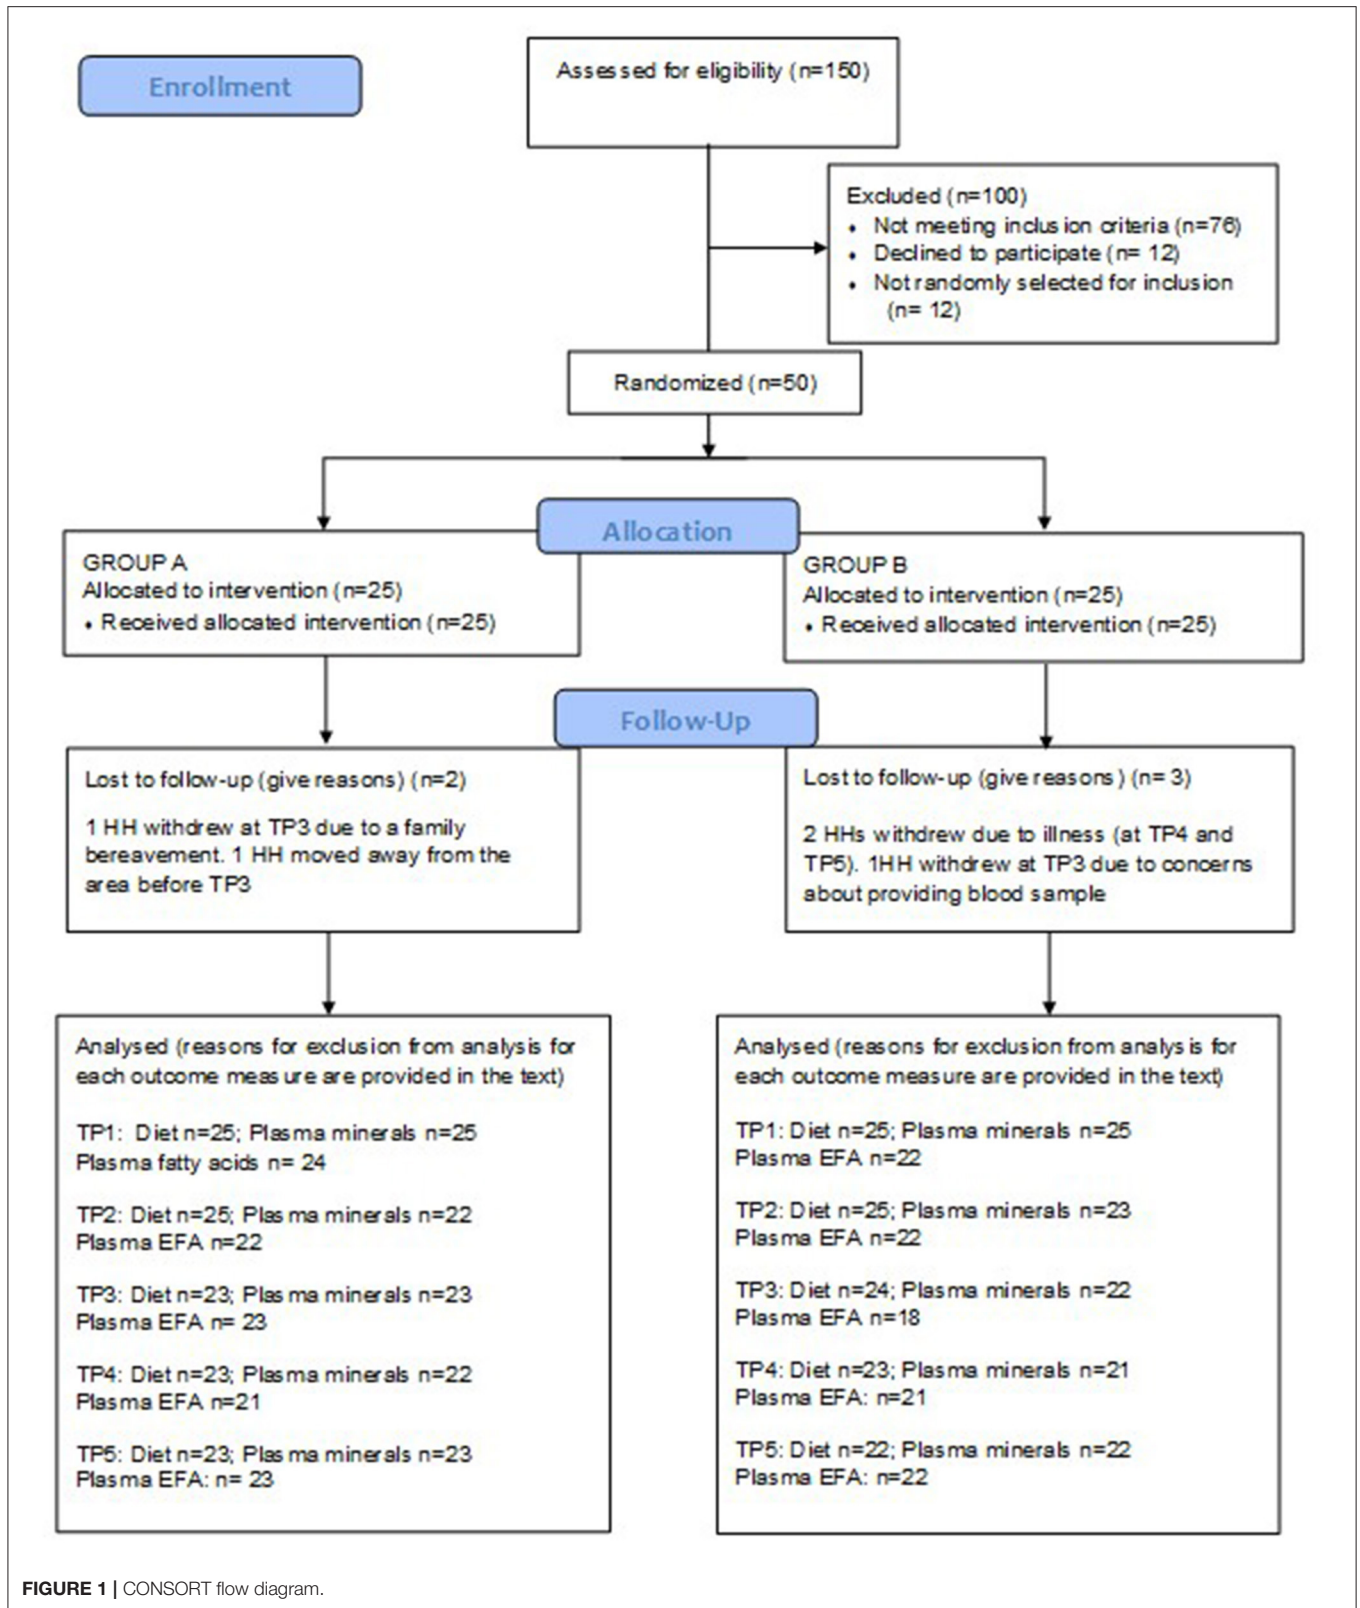 Enrollment
Assessed for eligibility (n=150)
Excluded (n=100)
• Not meeting inclusion criteria (n=76)
• Declined to participate (n= 12)
• Not randomly selected for inclusion
(n= 12)
Randomized (n=50)
Allocation
GROUP A
Allocated to intervention (n=25)
• Received allocated intervention (n=25)
GROUP B
Allocated to intervention (n=25)
• Received allocated intervention (n=25)
Follow-Up
Lost to follow-up (give reasons) (n=2)
1 HH withdrew at TP3 due to a family
bereavement. 1 HH moved away from the
area before TP3
Lost to follow-up (give reasons) (n= 3)
2 HHs withdrew due to illness (at TP4 and
TP5). 1HH withdrew at TP3 due to concerns
about providing blood sample
Analysed (reasons for exclusion from analysis for
each outcome measure are provided in the text)
TP1: Diet n=25; Plasma minerals n=25
Plasma fatty acids n= 24
TP2: Diet n=25; Plasma minerals n=22
Plasma EFA n=22
TP3: Diet n=23; Plasma minerals n=23
Plasma EFA n= 23
TP4: Diet n=23; Plasma minerals n=22
Plasma EFA n=21
TP5: Diet n=23; Plasma minerals n=23
Plasma EFA: n= 23
Analysed (reasons for exclusion from analysis for
each outcome measure are provided in the text)
TP1: Diet n=25; Plasma minerals n=25
Plasma EFA n=22
TP2: Diet n=25; Plasma minerals n=23
Plasma EFA n=22
TP3: Diet n=24; Plasma minerals n=22
Plasma EFA n=18
TP4: Diet n=23; Plasma minerals n=21
Plasma EFA: n=21
TP5: Diet n=22; Plasma minerals n=22
Plasma EFA: n=22
FIGURE 1 | CONSORT flow diagram.